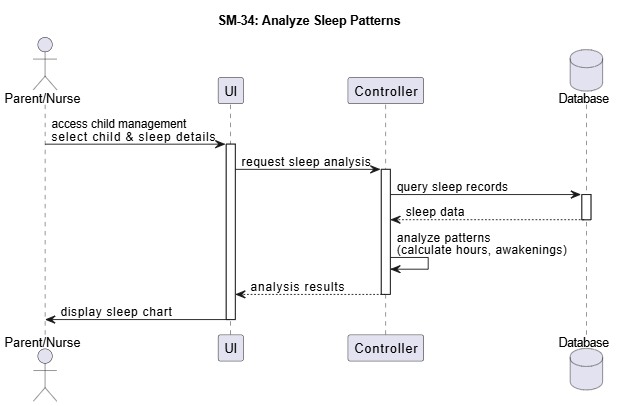 SM-34: Analyze Sleep Patterns
Parent/Nurse
UI
Controller
Database
access child management
select child & sleep details
request sleep analysis
query sleep records
sleep data
analyze patterns
(calculate hours, awakenings)
analysis results
display sleep chart
Parent/Nurse
UI
Controller
Database